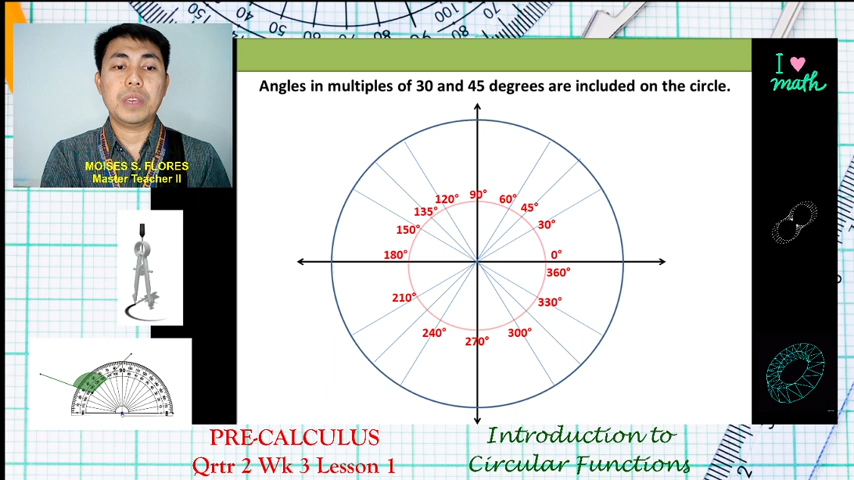 I
math
MOISES S. FLORES
Master Teacher II
Angles in multiples of 30 and 45 degrees are included on the circle.
90°
120°
60°
135°
45°
150°
30°
180°
0°
360°
210°
330°
240°
300°
270°
PRE-CALCULUS
Qrtr 2 Wk 3 Lesson 1
Introduction to
Circular Functions